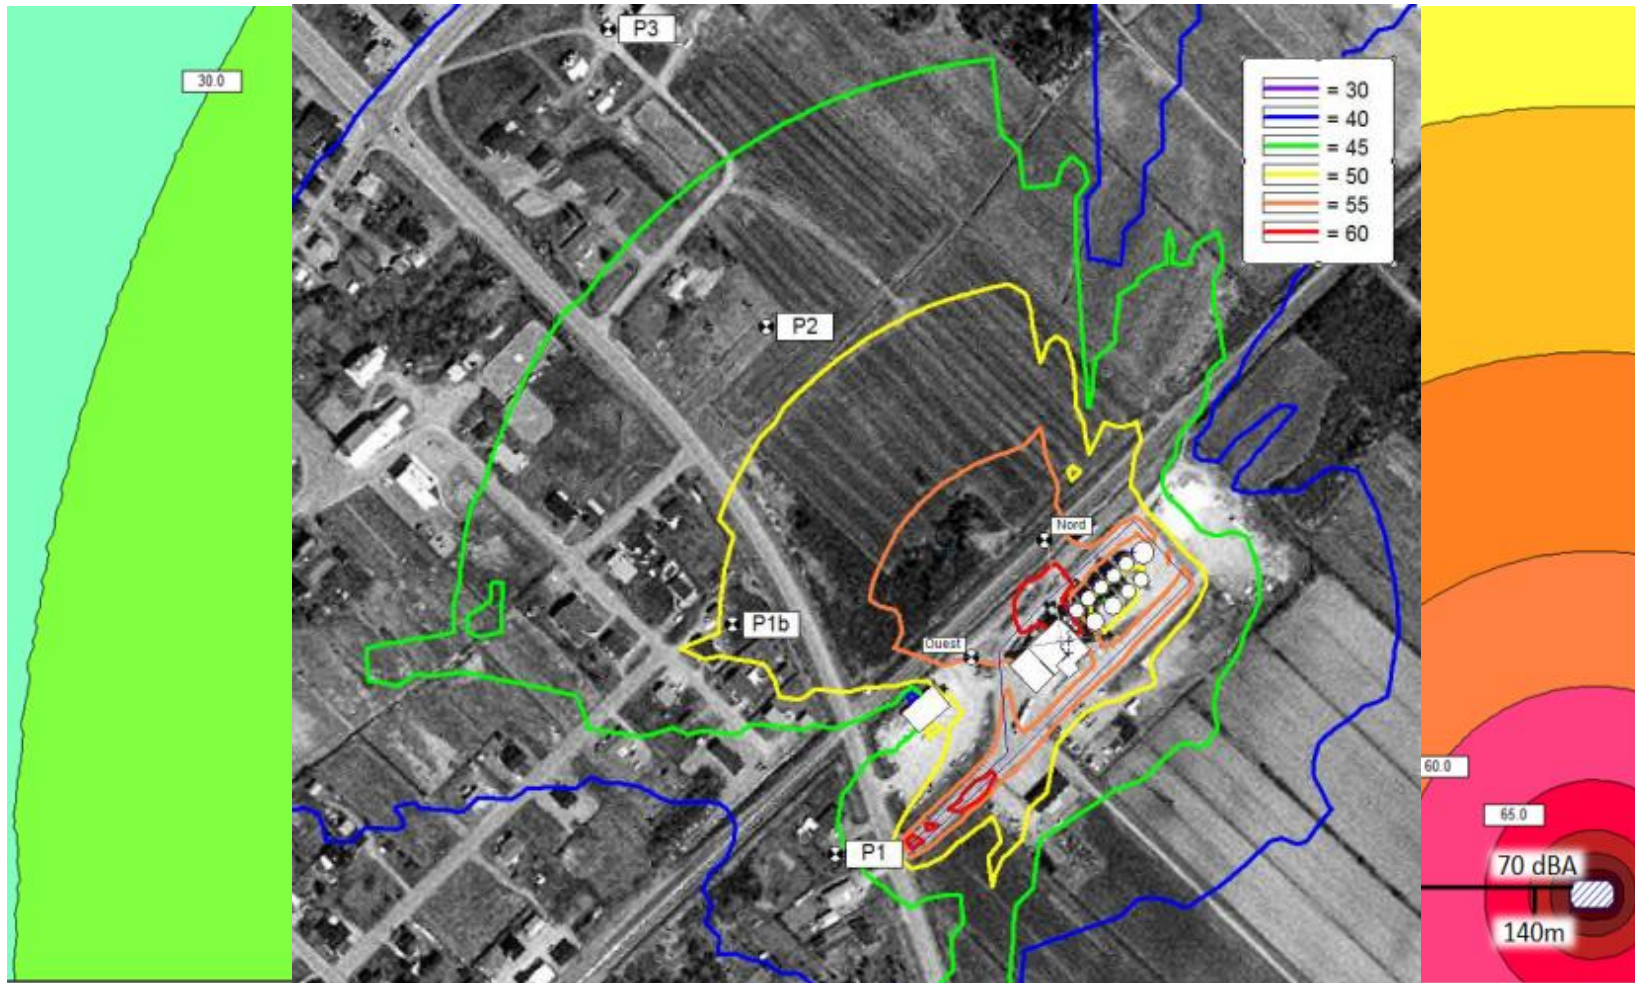 30.0
P3
= 30
= 40
= 45
= 50
= 55
= 60
P2
Nord
P1b
Ouest
P1
60.0
65.0
70 dBA
140m